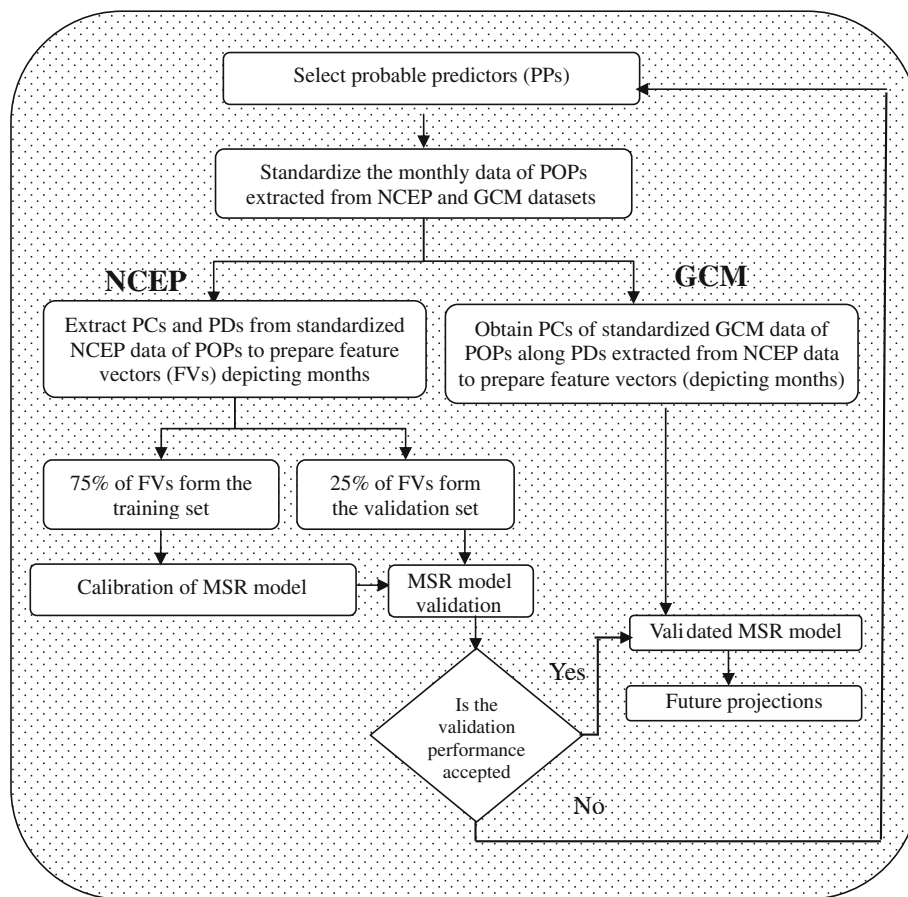 Select probable predictors (PPs)
Standardize the monthly data of POPs
extracted from NCEP and GCM datasets
NCEP
GCM
Extract PCs and PDs from standardized
NCEP data of POPs to prepare feature
vectors (FVs) depicting months
Obtain PCs of standardized GCM data of
POPs along PDs extracted from NCEP data
to prepare feature vectors (depicting months)
75% of FVs form the
training set
25% of FVs form
the validation set
Calibration of MSR model
MSR model
validation
Validated MSR model
Yes
Future projections
Is the
validation
performance
accepted
No